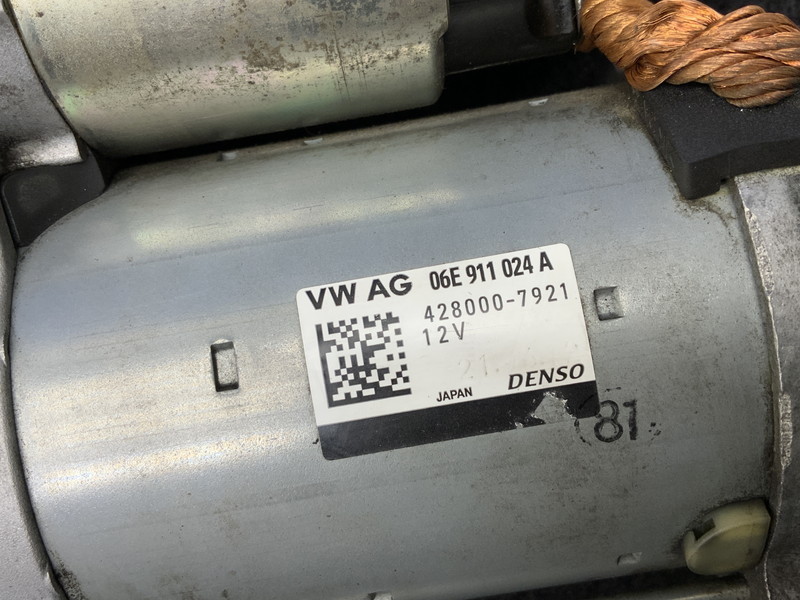 VW AG 06E 911 024 A
428000-7921
12V
21.
JAPAN DENSO
81